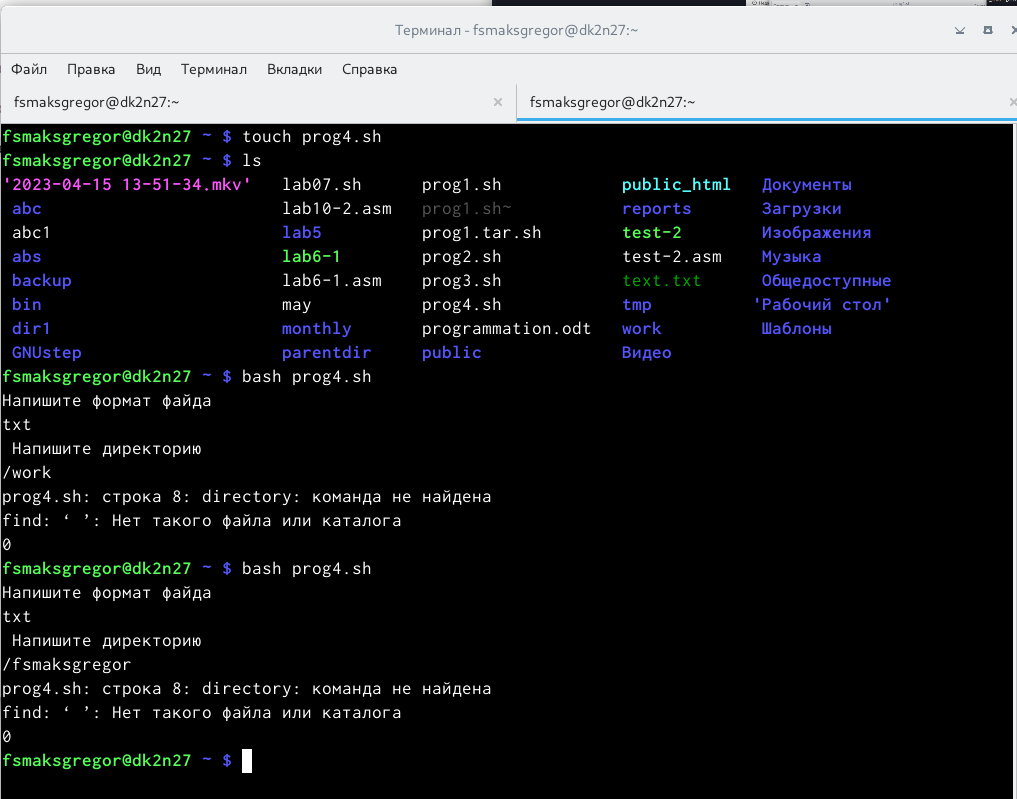 Терминал - fsmaksgregor@dk2n27:~
Файл Правка Вид Терминал Вкладки Справка
fsmaksgregor@dk2n27:~ fsmaksgregor@dk2n27:~
fsmaksgregor@dk2n27 ~ $ touch prog4.sh
fsmaksgregor@dk2n27 ~ $ ls
'2023-04-15 13-51-34.mkv' lab07.sh prog1.sh public_html Документы
abc lab10-2.asm prog1.sh~ reports Загрузки
abc1 lab5 prog1.tar.sh test-2 Изображения
abs lab6-1 prog2.sh test-2.asm Музыка
backup lab6-1.asm prog3.sh text.txt Общедоступные
bin may prog4.sh tmp 'Рабочий стол'
dir1 monthly programmation.odt work Шаблоны
GNUstep parentdir public Видео
fsmaksgregor@dk2n27 ~ $ bash prog4.sh
Напишите формат файда
txt
Напишите директорию
/work
prog4.sh: строка 8: directory: команда не найдена
find: ‘ ’: Нет такого файла или каталога
0
fsmaksgregor@dk2n27 ~ $ bash prog4.sh
Напишите формат файда
txt
Напишите директорию
/fsmaksgregor
prog4.sh: строка 8: directory: команда не найдена
find: ‘ ’: Нет такого файла или каталога
0
fsmaksgregor@dk2n27 ~ $